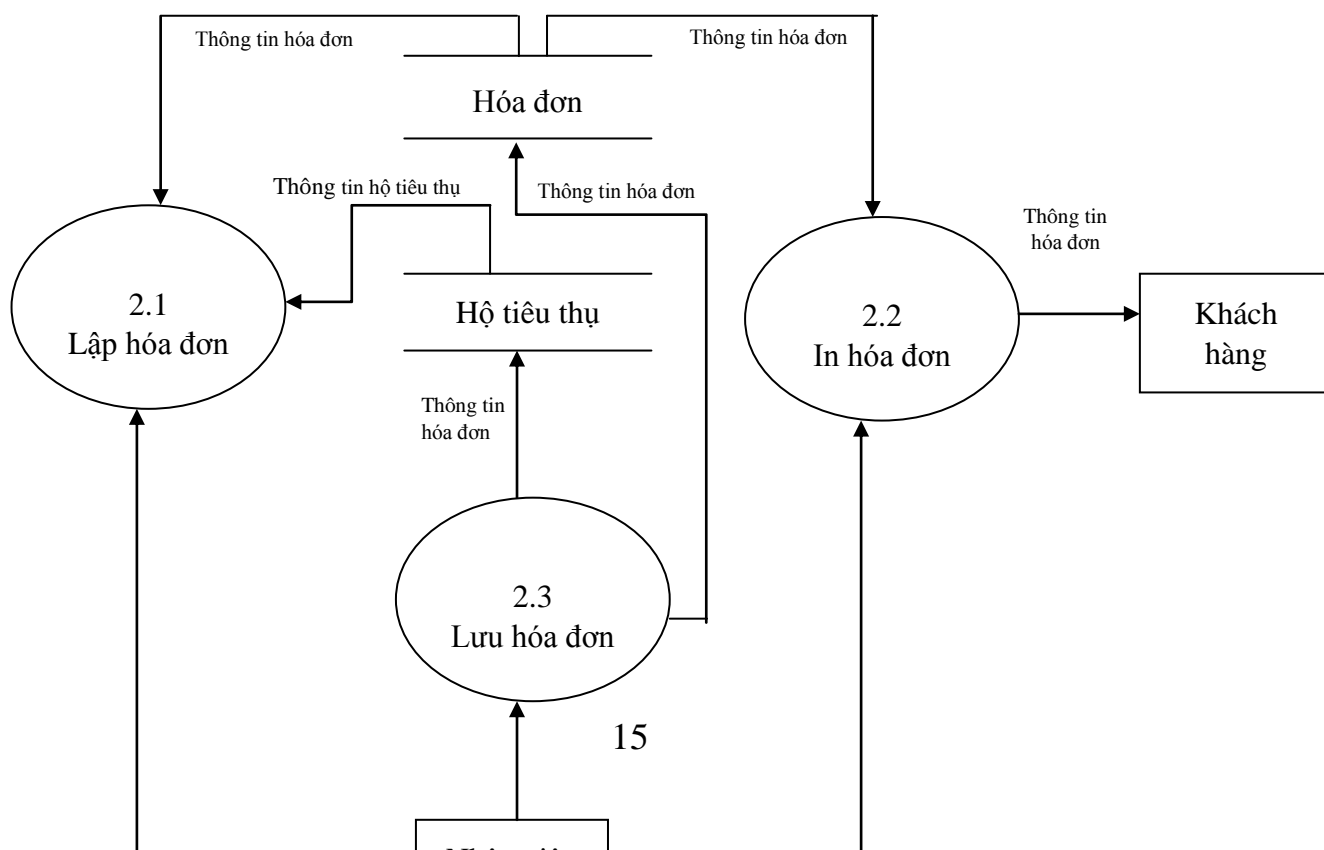 Thông tin hóa đơn
Thông tin hóa đơn
Hóa đơn
Thông tin hộ tiêu thụ
Thông tin hóa đơn
Thông tin
hóa đơn
2.1
Lập hóa đơn
Hộ tiêu thụ
2.2
In hóa đơn
Khách
hàng
Thông tin
hóa đơn
2.3
Lưu hóa đơn
15